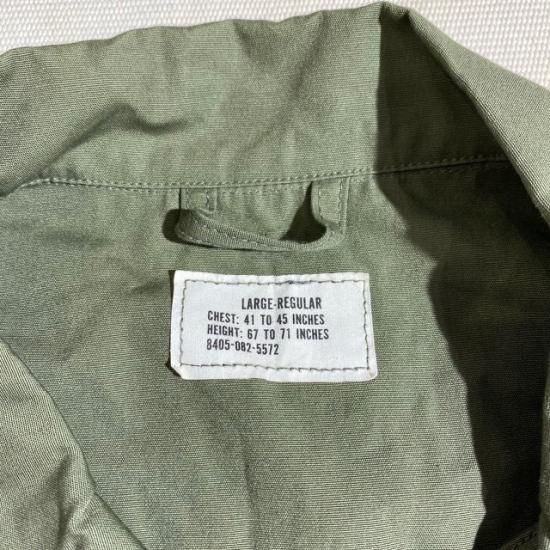 LARGE-REGULAR
CHEST: 41 TO 45 INCHES
HEIGHT: 67 TO 71 INCHES
8405-082-5572